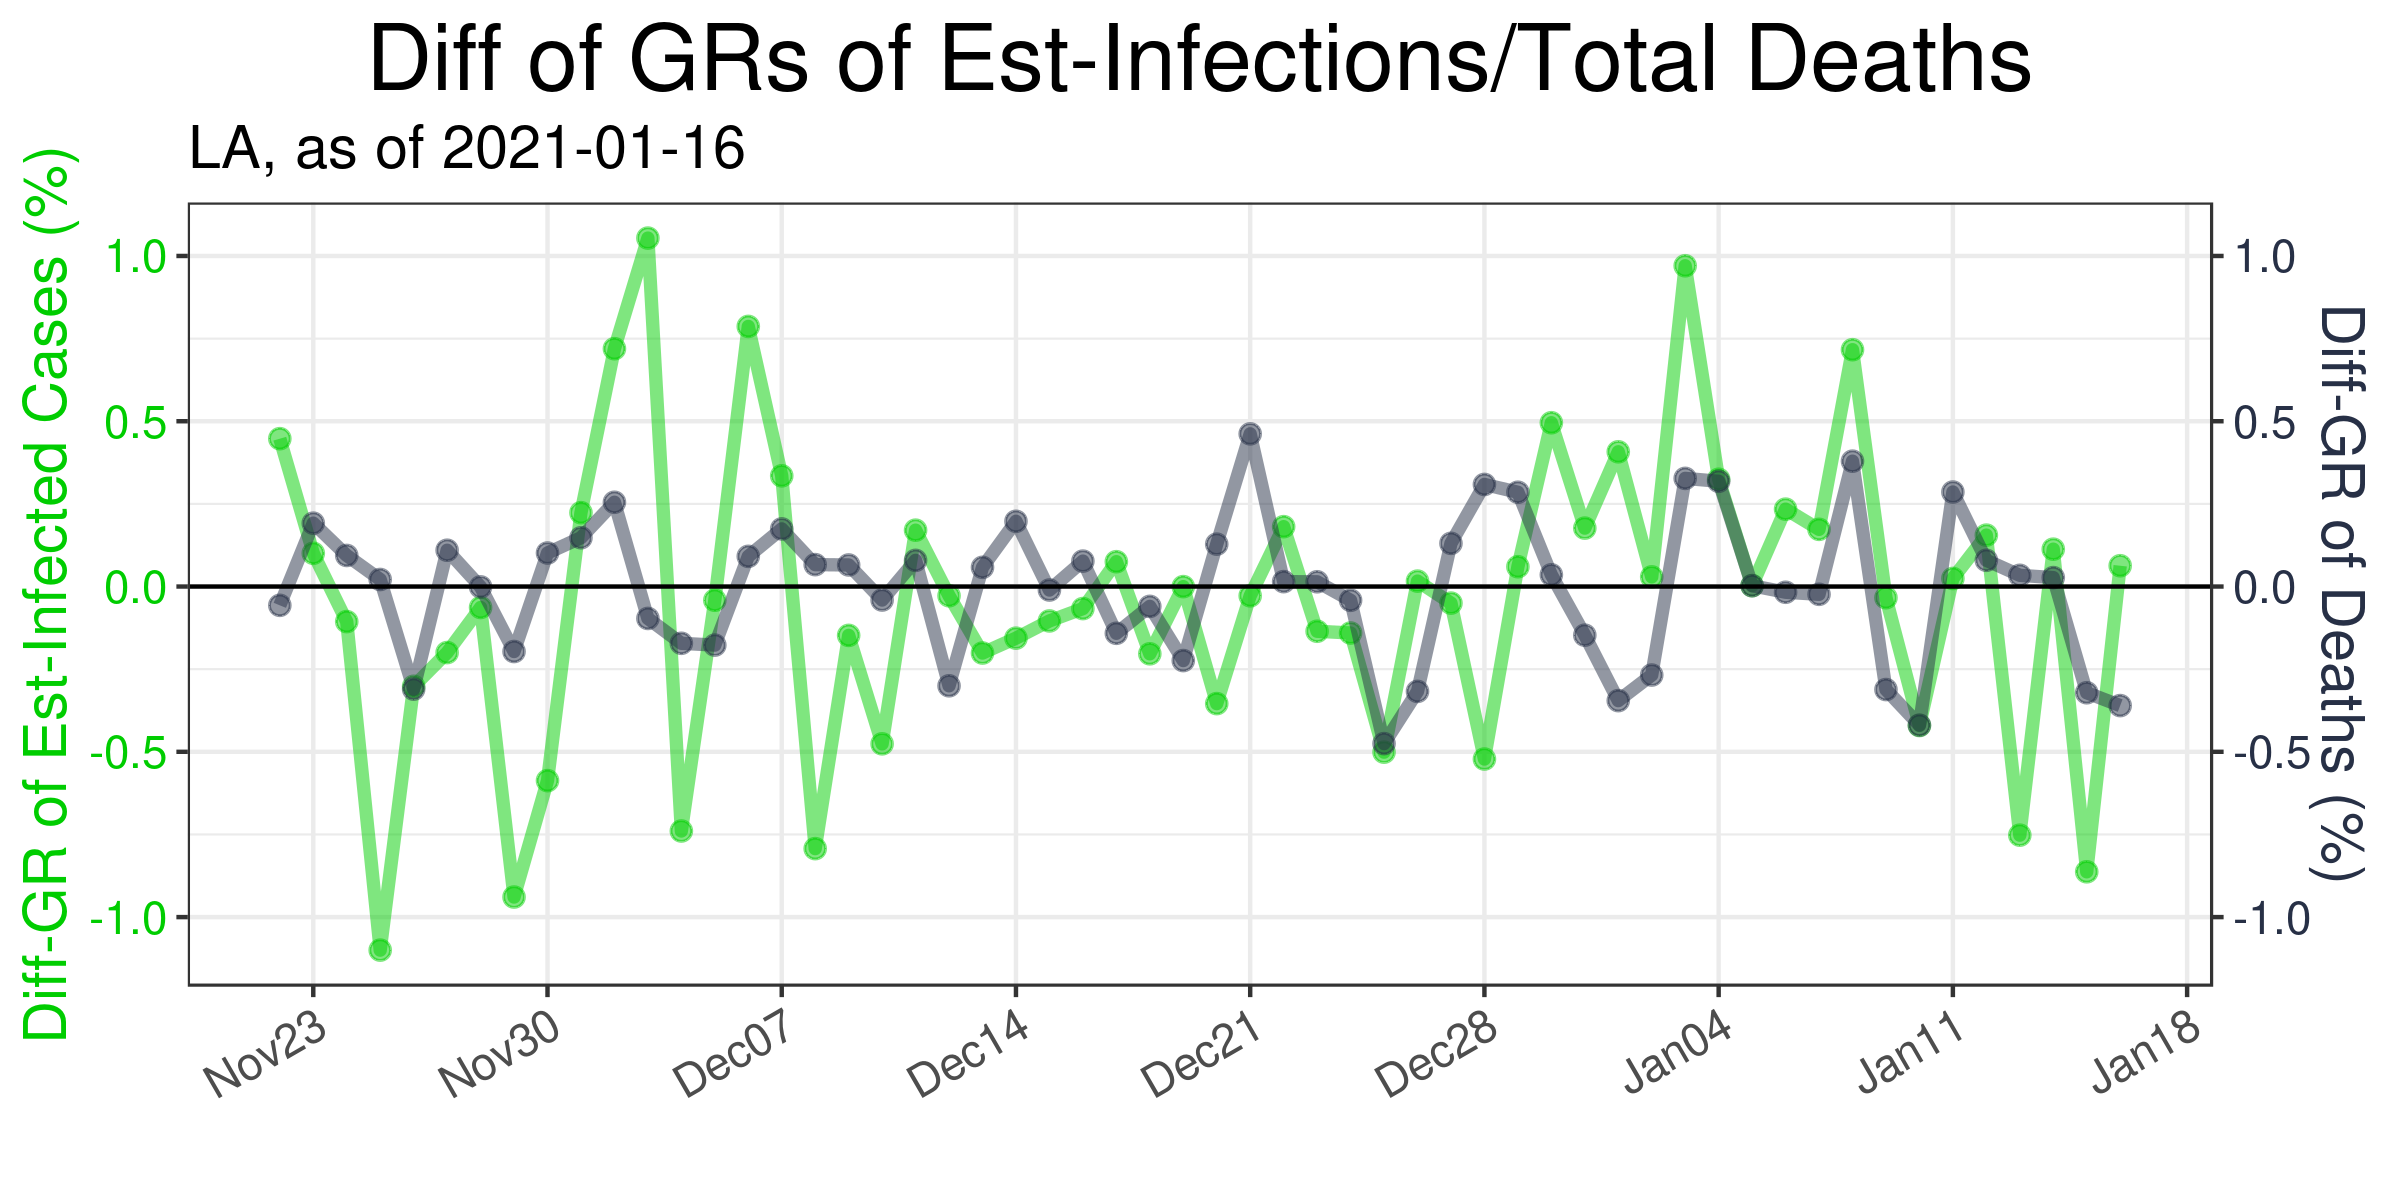 Diff of GRs of Est-Infections/Total Deaths
LA, as of 2021-01-16
Diff-GR of Est-Infected Cases (%)
1.0
0.5
0.0
-0.5
-1.0
1.0
0.5
0.0
-0.5
-1.0
Diff-GR of Deaths (%)
Nov23
Nov30
Dec07
Dec14
Dec21
Dec28
Jan04
Jan11
Jan18